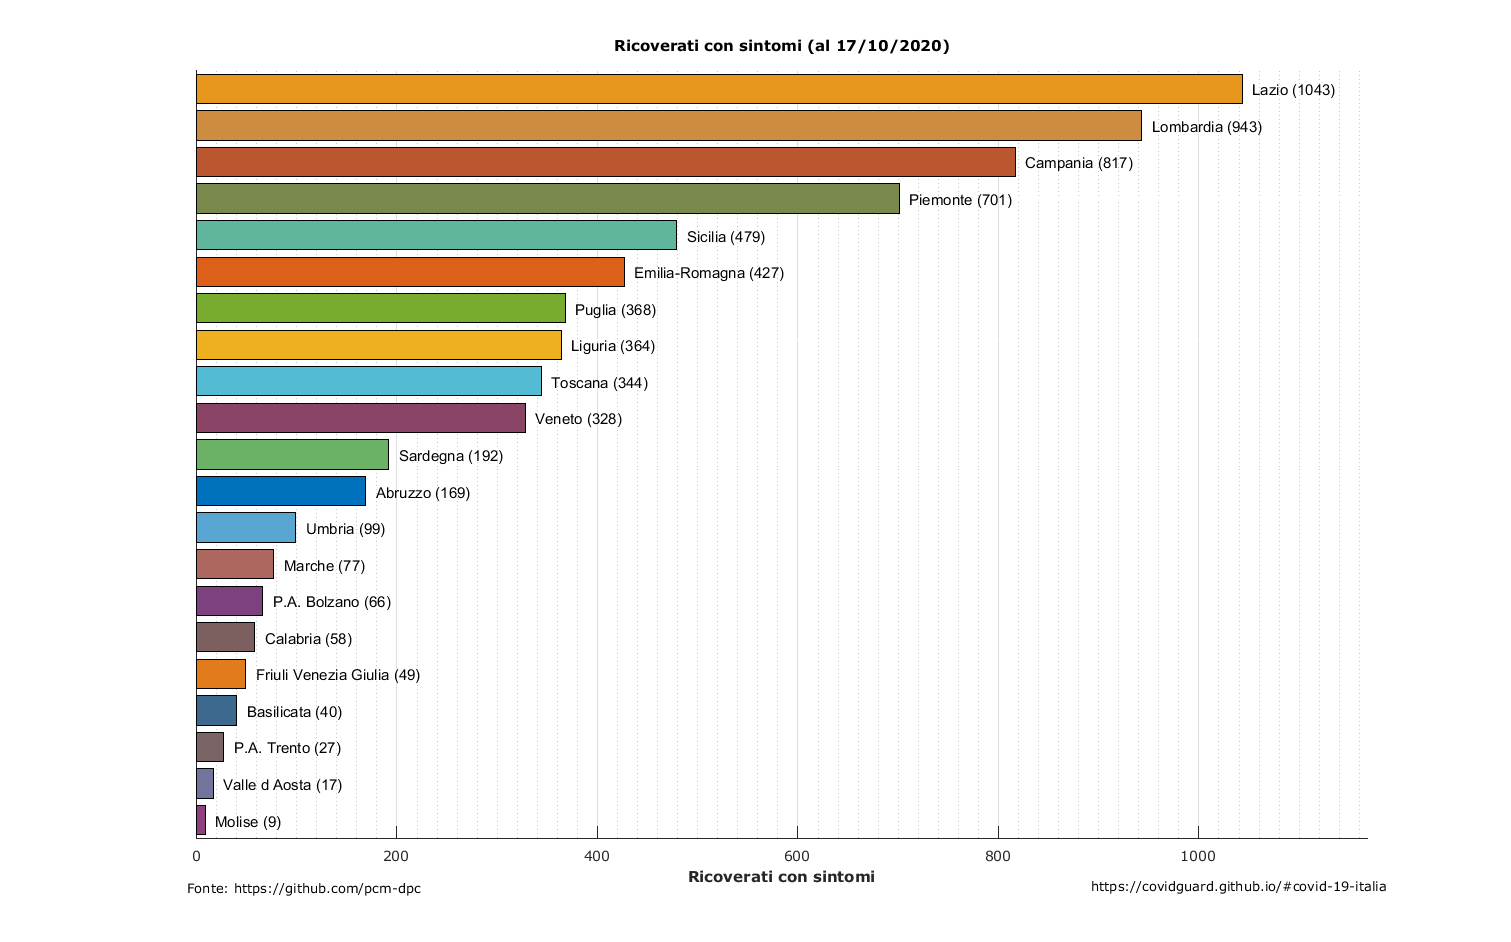 Ricoverati con sintomi (al 17/10/2020)
Lazio (1043)
Lombardia (943)
Campania (817)
Piemonte (701)
Sicilia (479)
Emilia-Romagna (427)
Puglia (368)
Liguria (364)
Toscana (344)
Veneto (328)
Sardegna (192)
Abruzzo (169)
Umbria (99)
Marche (77)
P.A. Bolzano (66)
Calabria (58)
Friuli Venezia Giulia (49)
Basilicata (40)
P.A. Trento (27)
Valle d Aosta (17)
Molise (9)
0 200 400 600 800 1000
Ricoverati con sintomi
Fonte: https://github.com/pcm-dpc
https://covidguard.github.io/#covid-19-italia